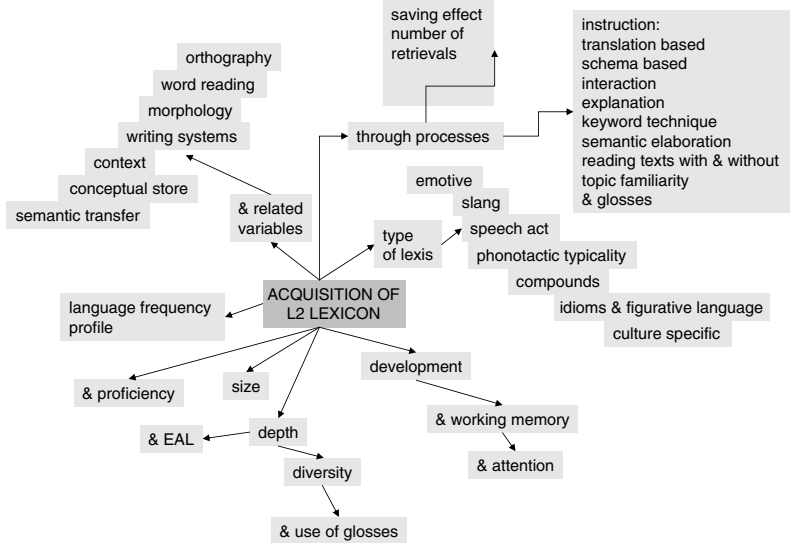 saving effect
number of
retrievals
instruction:
translation based
schema based
interaction
explanation
keyword technique
semantic elaboration
reading texts with & without
topic familiarity
& glosses
orthography
word reading
morphology
writing systems
context
conceptual store
semantic transfer
through processes
& related
variables
type
of lexis
emotive
slang
speech act
phonotactic typicality
compounds
idioms & figurative language
culture specific
ACQUISITION OF
L2 LEXICON
language frequency
profile
& proficiency
size
development
& EAL
depth
& working memory
diversity
& attention
& use of glosses